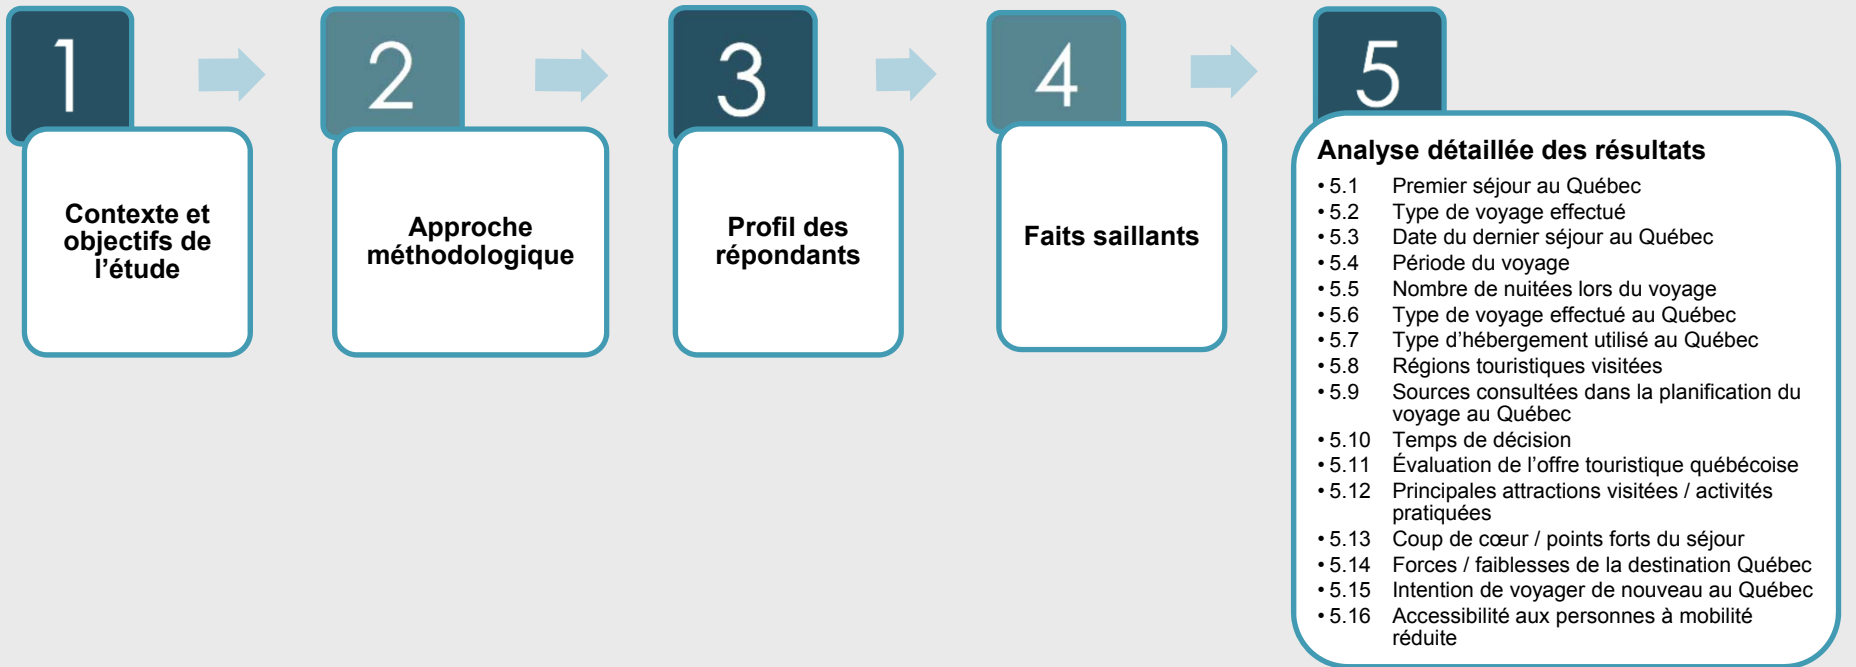 1
Contexte et
objectifs de
l’étude
2
Approche
méthodologique
3
Profil des
répondants
4
Faits saillants
5
Analyse détaillée des résultats
• 5.1 Premier séjour au Québec
• 5.2 Type de voyage effectué
• 5.3 Date du dernier séjour au Québec
• 5.4 Période du voyage
• 5.5 Nombre de nuitées lors du voyage
• 5.6 Type de voyage effectué au Québec
• 5.7 Type d’hébergement utilisé au Québec
• 5.8 Régions touristiques visitées
• 5.9 Sources consultées dans la planification du
voyage au Québec
• 5.10 Temps de décision
• 5.11 Évaluation de l’offre touristique québécoise
• 5.12 Principales attractions visitées / activités
pratiquées
• 5.13 Coup de cœur / points forts du séjour
• 5.14 Forces / faiblesses de la destination Québec
• 5.15 Intention de voyager de nouveau au Québec
• 5.16 Accessibilité aux personnes à mobilité
réduite